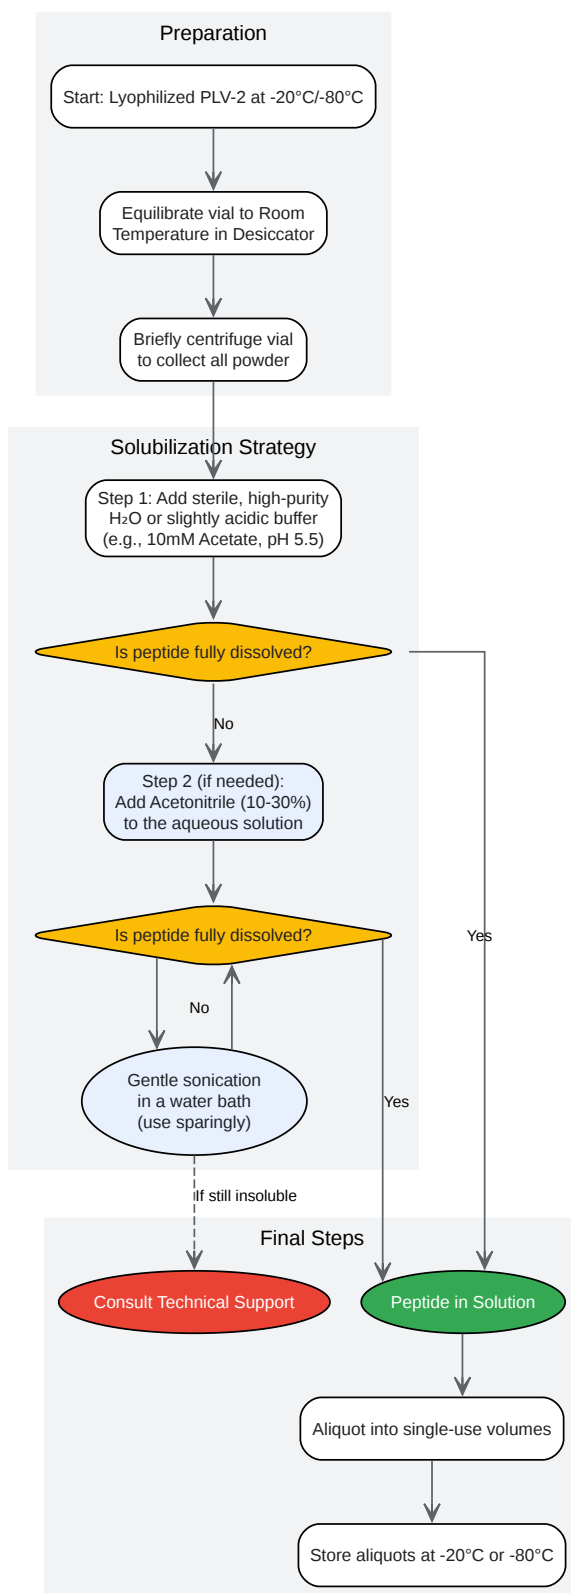 Preparation
Start: Lyophilized PLV-2 at -20°C/-80°C
Equilibrate vial to Room
Temperature in Desiccator
Briefly centrifuge vial
to collect all powder
Solubilization Strategy
Step 1: Add sterile, high-purity
H₂O or slightly acidic buffer
(e.g., 10mM Acetate, pH 5.5)
Is peptide fully dissolved?
No
Step 2 (if needed):
Add Acetonitrile (10-30%)
to the aqueous solution
Is peptide fully dissolved?
Yes
No
Gentle sonication
in a water bath
(use sparingly)
Yes
If still insoluble
Final Steps
Consult Technical Support
Peptide in Solution
Aliquot into single-use volumes
Store aliquots at -20°C or -80°C